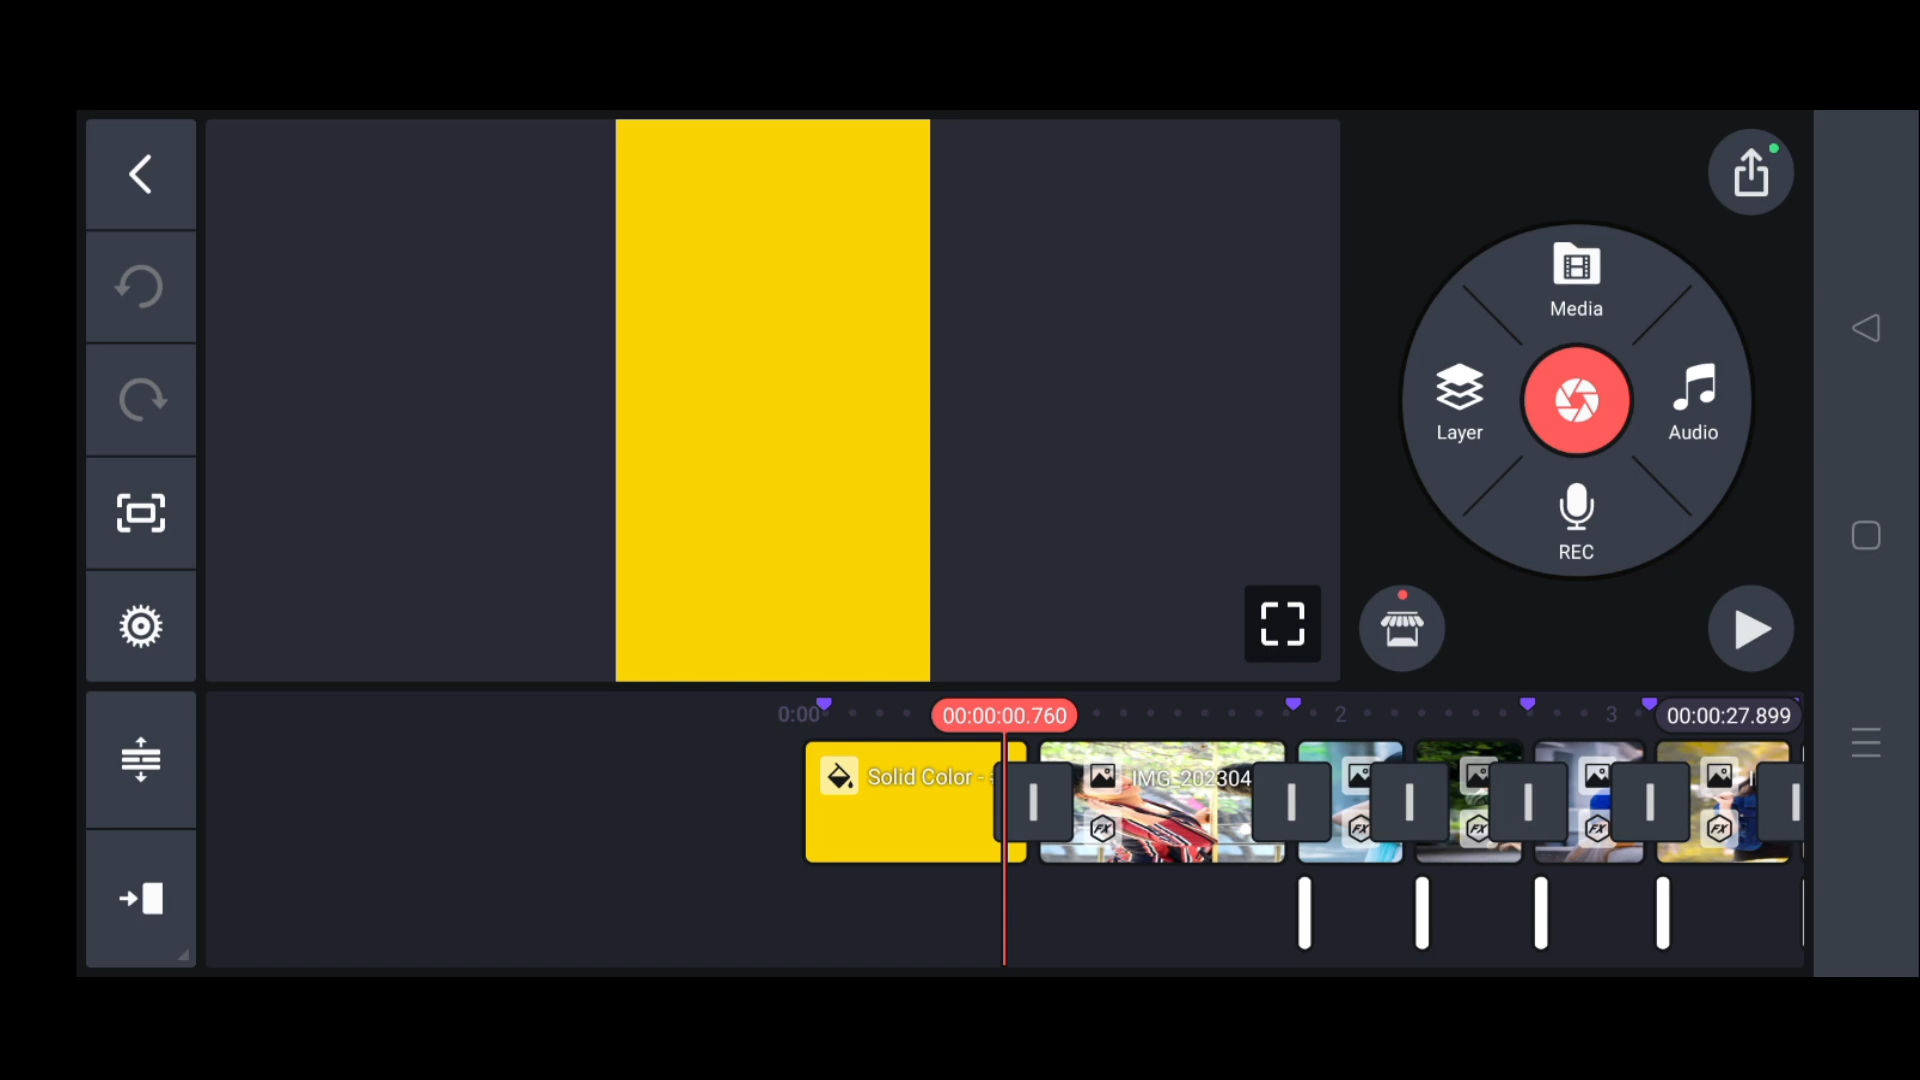 Media
Layer
Audio
REC
0:00
00:00:00.760
2
3
00:00:27.899
Solid Color -
IMG_202304
FX
FX
FX
FX
FX